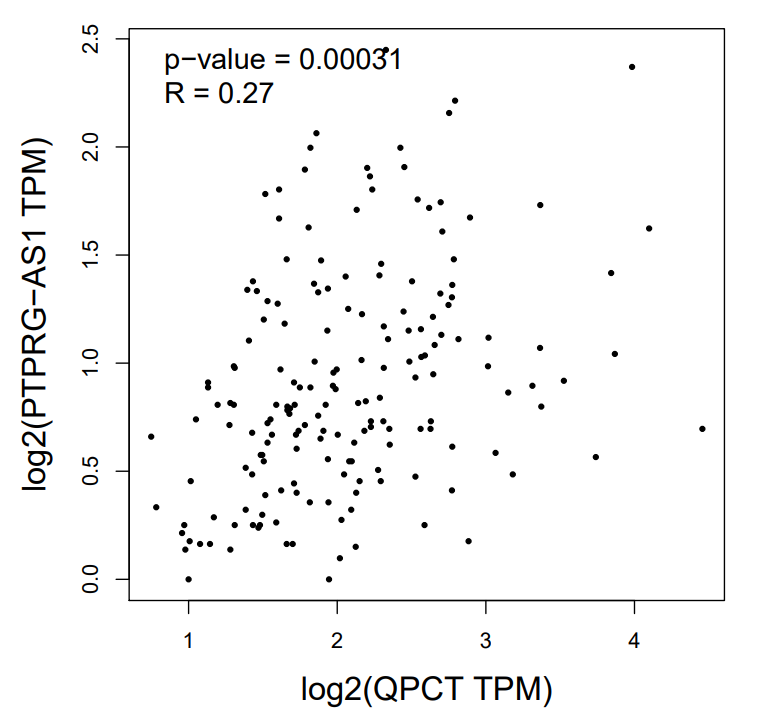 p−value = 0.00031
R = 0.27
2.5
2.0
1.5
1.0
0.5
0.0
log2(PTPRG−AS1 TPM)
1 2 3 4
log2(QPCT TPM)